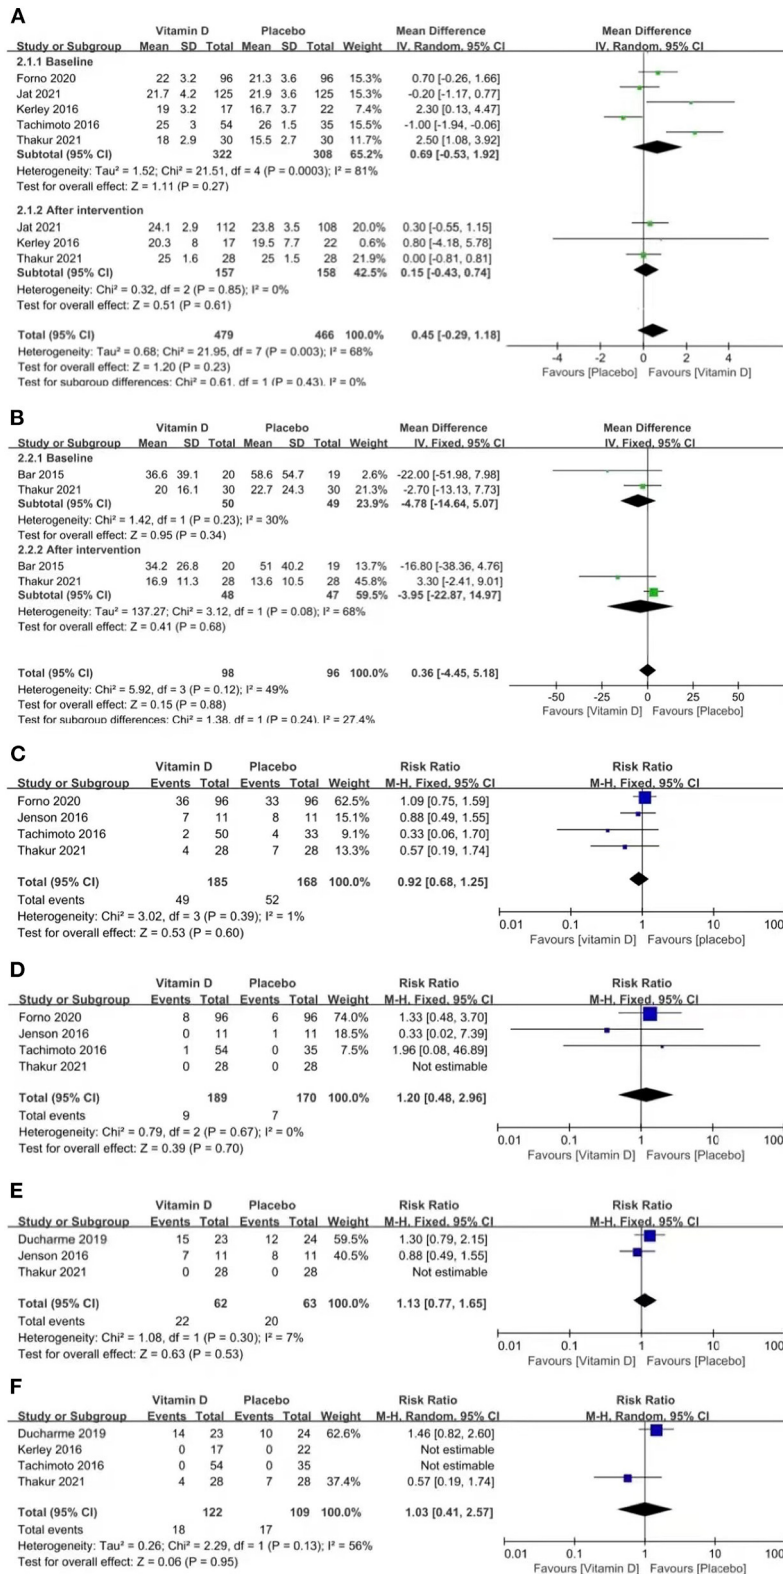 A
Vitamin D Placebo Mean Difference Mean Difference
Study or Subgroup Mean SD Total Mean SD Total Weight IV, Random, 95% CI IV, Random, 95% CI
2.1.1 Baseline
Forno 2020 22 3.2 96 21.3 3.6 96 15.3% 0.70 [-0.26, 1.66]
Jat 2021 21.7 4.2 125 21.9 3.6 125 15.3% -0.20 [-1.17, 0.77]
Kerley 2016 19 3.2 17 16.7 3.7 22 7.4% 2.30 [0.13, 4.47]
Tachimoto 2016 25 3 54 26 1.5 35 15.5% -1.00 [-1.94, -0.06]
Thakur 2021 18 2.9 30 15.5 2.7 30 11.7% 2.50 [1.08, 3.92]
Subtotal (95% CI) 322 308 65.2% 0.69 [-0.53, 1.92]
Heterogeneity: Tau² = 1.52; Chi² = 21.51, df = 4 (P = 0.0003); I² = 81%
Test for overall effect: Z = 1.11 (P = 0.27)
2.1.2 After intervention
Jat 2021 24.1 2.9 112 23.8 3.5 108 20.0% 0.30 [-0.55, 1.15]
Kerley 2016 20.3 8 17 19.5 7.7 22 0.6% 0.80 [-4.18, 5.78]
Thakur 2021 25 1.6 28 25 1.5 28 21.9% 0.00 [-0.81, 0.81]
Subtotal (95% CI) 157 158 42.5% 0.15 [-0.43, 0.74]
Heterogeneity: Chi² = 0.32, df = 2 (P = 0.85); I² = 0%
Test for overall effect: Z = 0.51 (P = 0.61)
Total (95% CI) 479 466 100.0% 0.45 [-0.29, 1.18]
Heterogeneity: Tau² = 0.68; Chi² = 21.95, df = 7 (P = 0.003); I² = 68%
Test for overall effect: Z = 1.20 (P = 0.23)
Test for subgroup differences: Chi² = 0.61, df = 1 (P = 0.43), I² = 0%
-4 -2 0 2 4
Favours [Placebo] Favours [Vitamin D]
B
Vitamin D Placebo Mean Difference Mean Difference
Study or Subgroup Mean SD Total Mean SD Total Weight IV, Fixed, 95% CI IV, Fixed, 95% CI
2.2.1 Baseline
Bar 2015 36.6 39.1 20 58.6 54.7 19 2.6% -22.00 [-51.98, 7.98]
Thakur 2021 20 16.1 30 22.7 24.3 30 21.3% -2.70 [-13.13, 7.73]
Subtotal (95% CI) 50 49 23.9% -4.78 [-14.64, 5.07]
Heterogeneity: Chi² = 1.42, df = 1 (P = 0.23); I² = 30%
Test for overall effect: Z = 0.95 (P = 0.34)
2.2.2 After intervention
Bar 2015 34.2 26.8 20 51 40.2 19 13.7% -16.80 [-38.36, 4.76]
Thakur 2021 16.9 11.3 28 13.6 10.5 28 45.8% 3.30 [-2.41, 9.01]
Subtotal (95% CI) 48 47 59.5% -3.95 [-22.87, 14.97]
Heterogeneity: Tau² = 137.27; Chi² = 3.12, df = 1 (P = 0.08); I² = 68%
Test for overall effect: Z = 0.41 (P = 0.68)
Total (95% CI) 98 96 100.0% 0.36 [-4.45, 5.18]
Heterogeneity: Chi² = 5.92, df = 3 (P = 0.12); I² = 49%
Test for overall effect: Z = 0.15 (P = 0.88)
Test for subgroup differences: Chi² = 1.38, df = 1 (P = 0.24), I² = 27.4%
-50 -25 0 25 50
Favours [Vitamin D] Favours [Placebo]
C
Vitamin D Placebo Risk Ratio Risk Ratio
Study or Subgroup Events Total Events Total Weight M-H, Fixed, 95% CI M-H, Fixed, 95% CI
Forno 2020 36 96 33 96 62.5% 1.09 [0.75, 1.59]
Jenson 2016 7 11 8 11 15.1% 0.88 [0.49, 1.55]
Tachimoto 2016 2 50 4 33 9.1% 0.33 [0.06, 1.70]
Thakur 2021 4 28 7 28 13.3% 0.57 [0.19, 1.74]
Total (95% CI) 185 168 100.0% 0.92 [0.68, 1.25]
Total events 49 52
Heterogeneity: Chi² = 3.02, df = 3 (P = 0.39); I² = 1%
Test for overall effect: Z = 0.53 (P = 0.60)
0.01 0.1 1 10 100
Favours [vitamin D] Favours [placebo]
D
Vitamin D Placebo Risk Ratio Risk Ratio
Study or Subgroup Events Total Events Total Weight M-H, Fixed, 95% CI M-H, Fixed, 95% CI
Forno 2020 8 96 6 96 74.0% 1.33 [0.48, 3.70]
Jenson 2016 0 11 1 11 18.5% 0.33 [0.02, 7.39]
Tachimoto 2016 1 54 0 35 7.5% 1.96 [0.08, 46.89]
Thakur 2021 0 28 0 28 Not estimable
Total (95% CI) 189 170 100.0% 1.20 [0.48, 2.96]
Total events 9 7
Heterogeneity: Chi² = 0.79, df = 2 (P = 0.67); I² = 0%
Test for overall effect: Z = 0.39 (P = 0.70)
0.01 0.1 1 10 100
Favours [Vitamin D] Favours [Placebo]
E
Vitamin D Placebo Risk Ratio Risk Ratio
Study or Subgroup Events Total Events Total Weight M-H, Fixed, 95% CI M-H, Fixed, 95% CI
Ducharme 2019 15 23 12 24 59.5% 1.30 [0.79, 2.15]
Jenson 2016 7 11 8 11 40.5% 0.88 [0.49, 1.55]
Thakur 2021 0 28 0 28 Not estimable
Total (95% CI) 62 63 100.0% 1.13 [0.77, 1.65]
Total events 22 20
Heterogeneity: Chi² = 1.08, df = 1 (P = 0.30); I² = 7%
Test for overall effect: Z = 0.63 (P = 0.53)
0.01 0.1 1 10 100
Favours [Vitamin D] Favours [Placebo]
F
Vitamin D Placebo Risk Ratio Risk Ratio
Study or Subgroup Events Total Events Total Weight M-H, Random, 95% CI M-H, Random, 95% CI
Ducharme 2019 14 23 10 24 62.6% 1.46 [0.82, 2.60]
Kerley 2016 0 17 0 22 Not estimable
Tachimoto 2016 0 54 0 35 Not estimable
Thakur 2021 4 28 7 28 37.4% 0.57 [0.19, 1.74]
Total (95% CI) 122 109 100.0% 1.03 [0.41, 2.57]
Total events 18 17
Heterogeneity: Tau² = 0.26; Chi² = 2.29, df = 1 (P = 0.13); I² = 56%
Test for overall effect: Z = 0.06 (P = 0.95)
0.01 0.1 1 10 100
Favours [Vitamin D] Favours [Placebo]